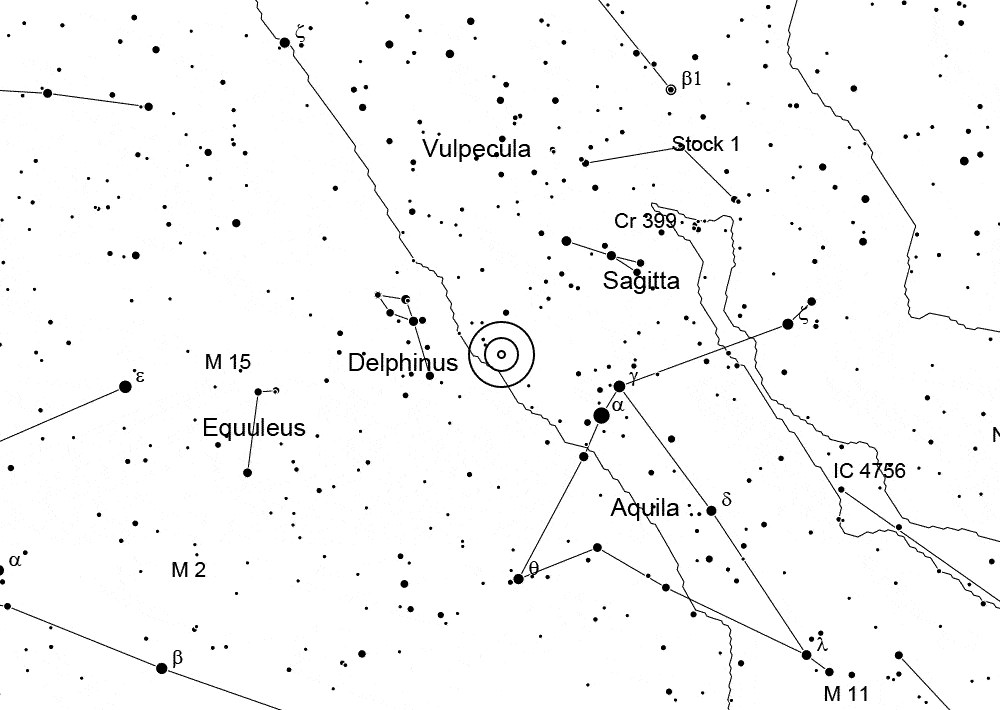 ζ
β1
Stock 1
Vulpecula
Cr 399
Sagitta
ζ
M 15
Delphinus
ε
γ
α
Equuleus
IC 4756
N
Aquila
δ
α
M 2
θ
β
λ
M 11